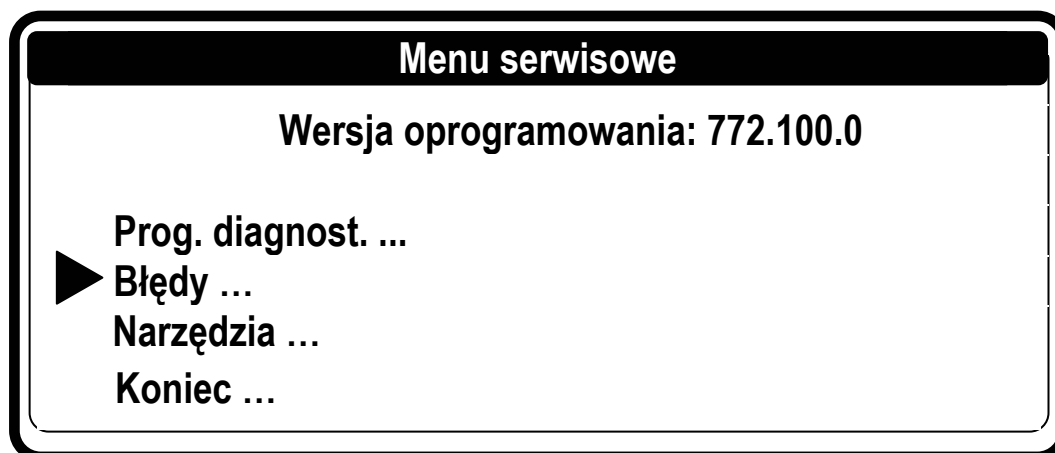 Menu serwisowe
Wersja oprogramowania: 772.100.0
Prog. diagnost. ...
Błędy …
Narzędzia …
Koniec …